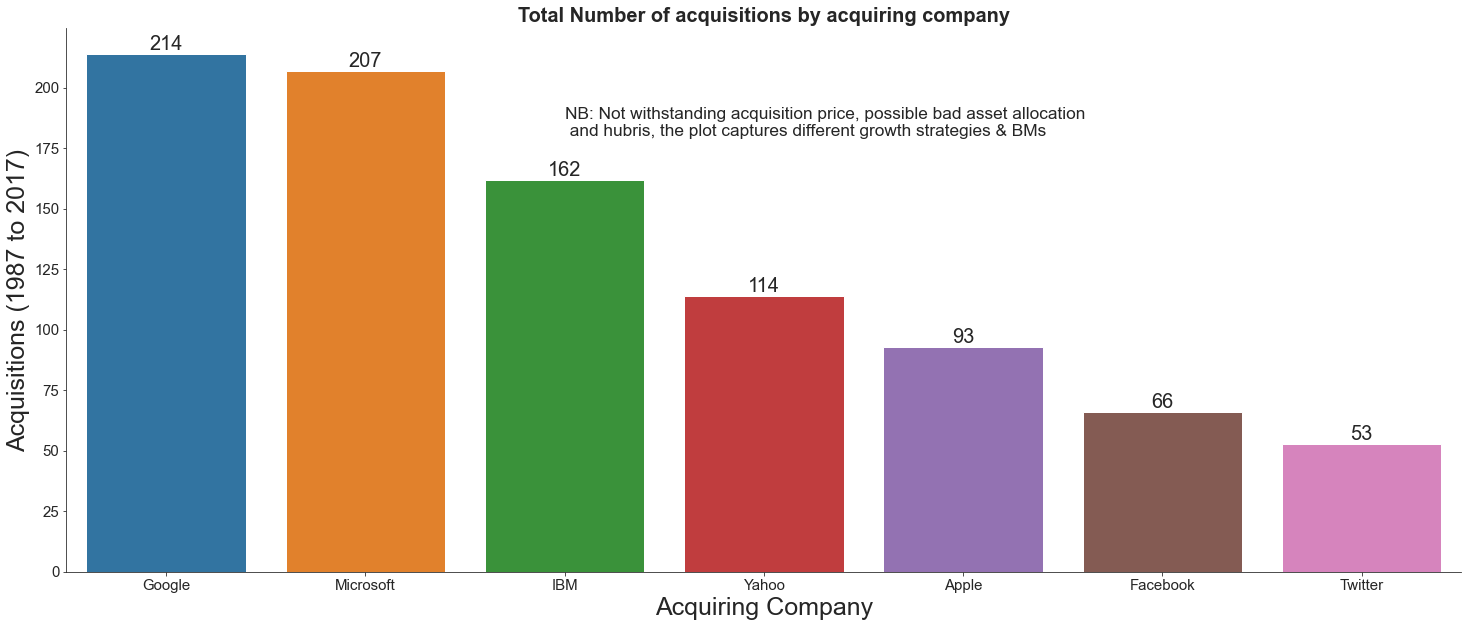 Total Number of acquisitions by acquiring company
214
207
NB: Not withstanding acquisition price, possible bad asset allocation
and hubris, the plot captures different growth strategies & BMs
162
114
93
66
53
Acquisitions (1987 to 2017)
200
175
150
125
100
75
50
25
0
Google Microsoft IBM Yahoo Apple Facebook Twitter
Acquiring Company